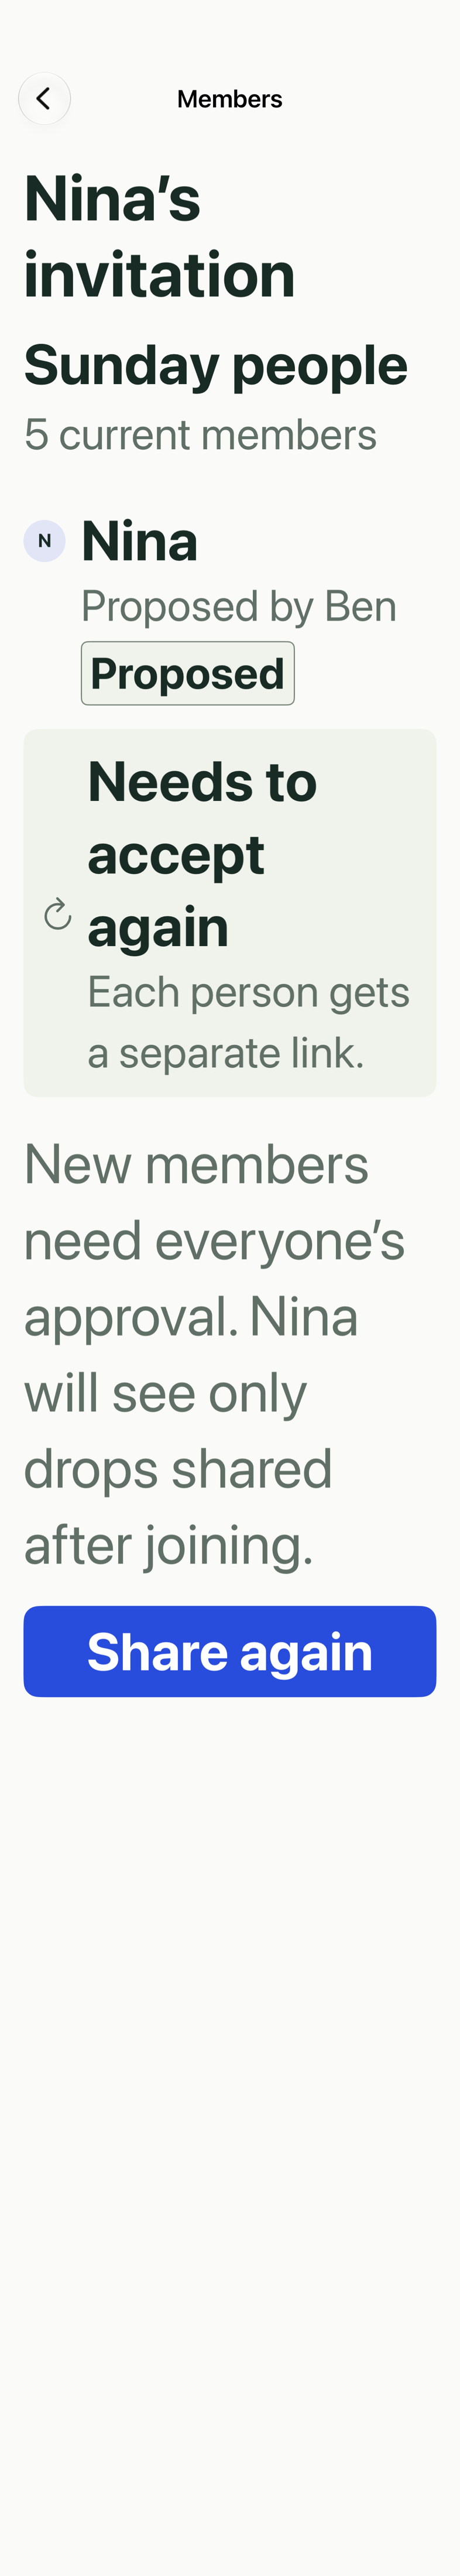 Members
Nina’s
invitation
Sunday people
5 current members
N
Nina
Proposed by Ben
Proposed
Needs to
accept
again
Each person gets
a separate link.
New members
need everyone’s
approval. Nina
will see only
drops shared
after joining.
Share again